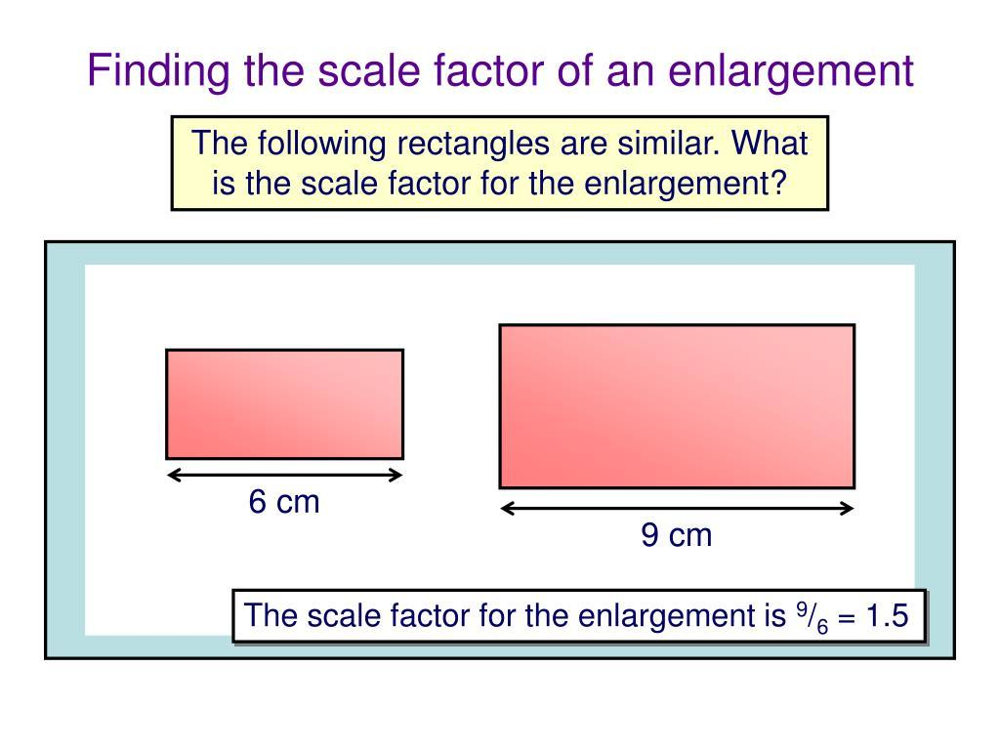 Finding the scale factor of an enlargement
The following rectangles are similar. What
is the scale factor for the enlargement?
6 cm
9 cm
The scale factor for the enlargement is ⁹/₆ = 1.5